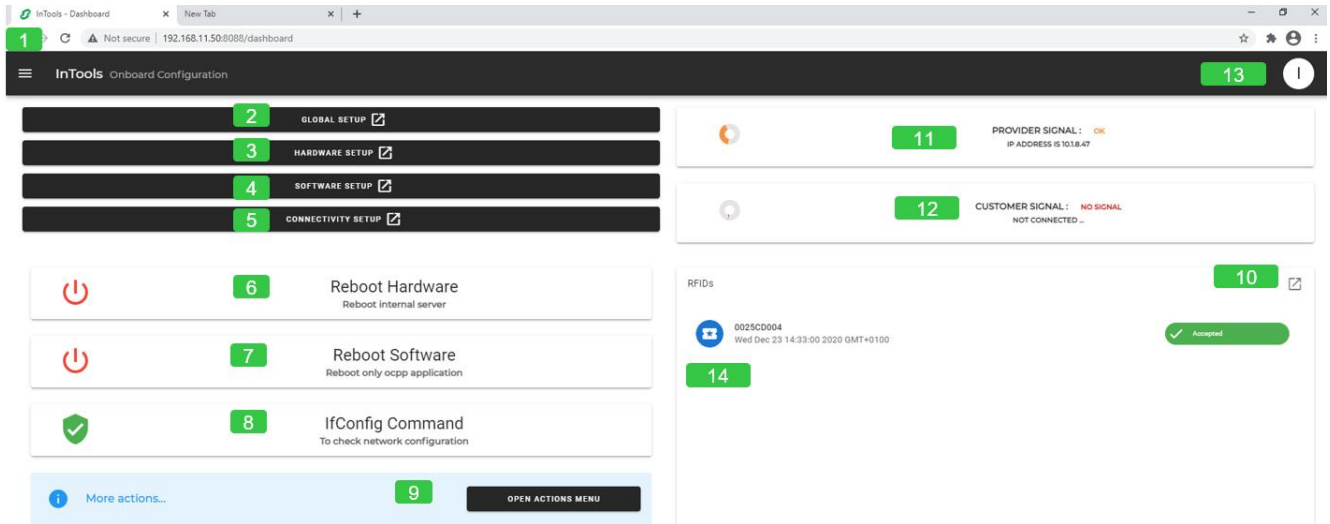 InTools - Dashboard
New Tab
1
Not secure | 192.168.11.50:8088/dashboard
InTools Onboard Configuration
13
I
2
GLOBAL SETUP
3
HARDWARE SETUP
4
SOFTWARE SETUP
5
CONNECTIVITY SETUP
11
PROVIDER SIGNAL : OK
IP ADDRESS IS 10.1.8.47
12
CUSTOMER SIGNAL : NO SIGNAL
NOT CONNECTED ...
6
Reboot Hardware
Reboot internal server
7
Reboot Software
Reboot only ocpp application
8
IfConfig Command
To check network configuration
9
More actions...
OPEN ACTIONS MENU
RFIDs
10
0025CD004
Wed Dec 23 14:33:00 2020 GMT+0100
Accepted
14